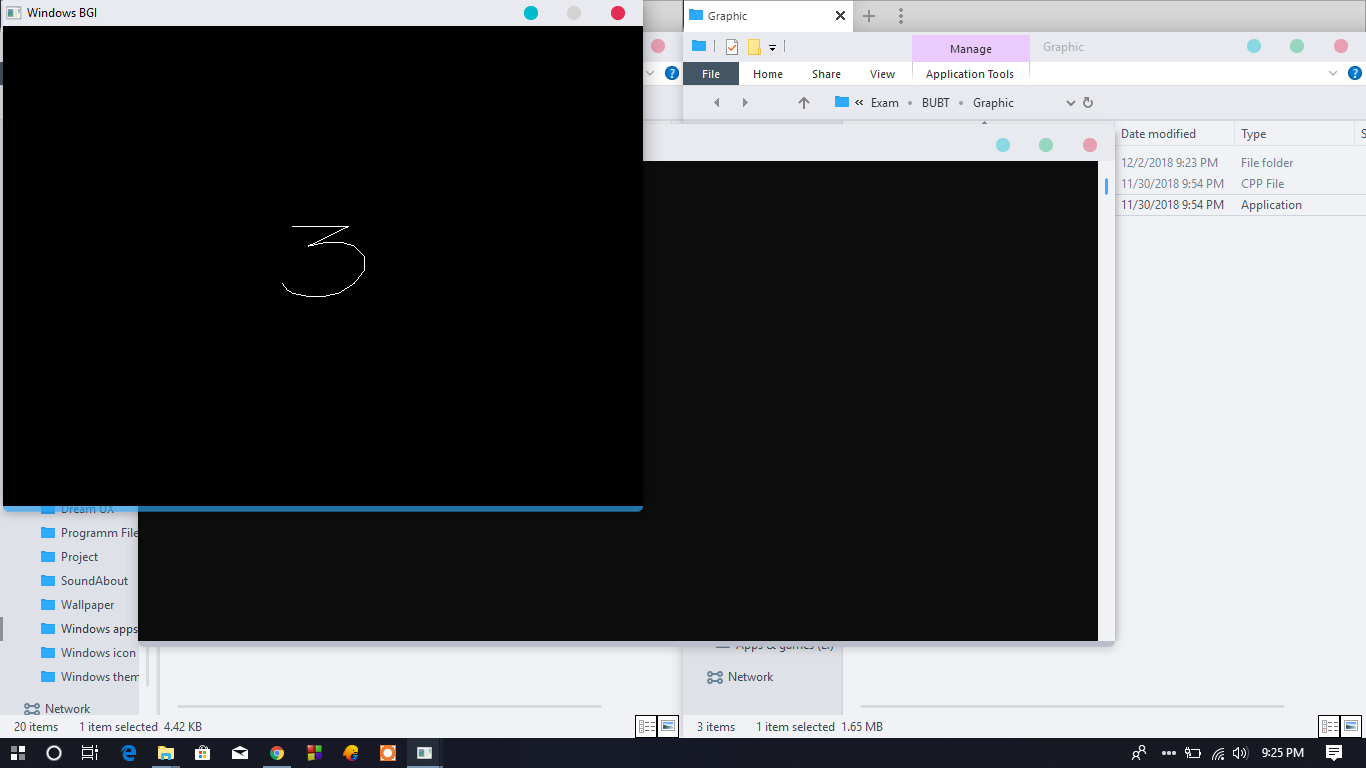 Windows BGI
3
Graphic
Manage
Graphic
File
Home
Share
View
Application Tools
Exam
BUBT
Graphic
Date modified
Type
S
12/2/2018 9:23 PM
File folder
11/30/2018 9:54 PM
CPP File
11/30/2018 9:54 PM
Application
Dream UX
Programm File
Project
SoundAbout
Wallpaper
Windows apps
Windows icon
Windows them
Network
20 items
1 item selected 4.42 KB
Apps & games (E:)
Network
3 items
1 item selected 1.65 MB
9:25 PM